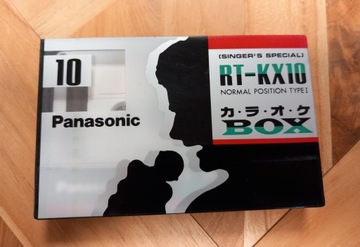 10
Panasonic
(SINGER'S SPECIAL)
RT-KX10
NORMAL POSITION TYPE I
カ・ラ・オ・ケ
BOX